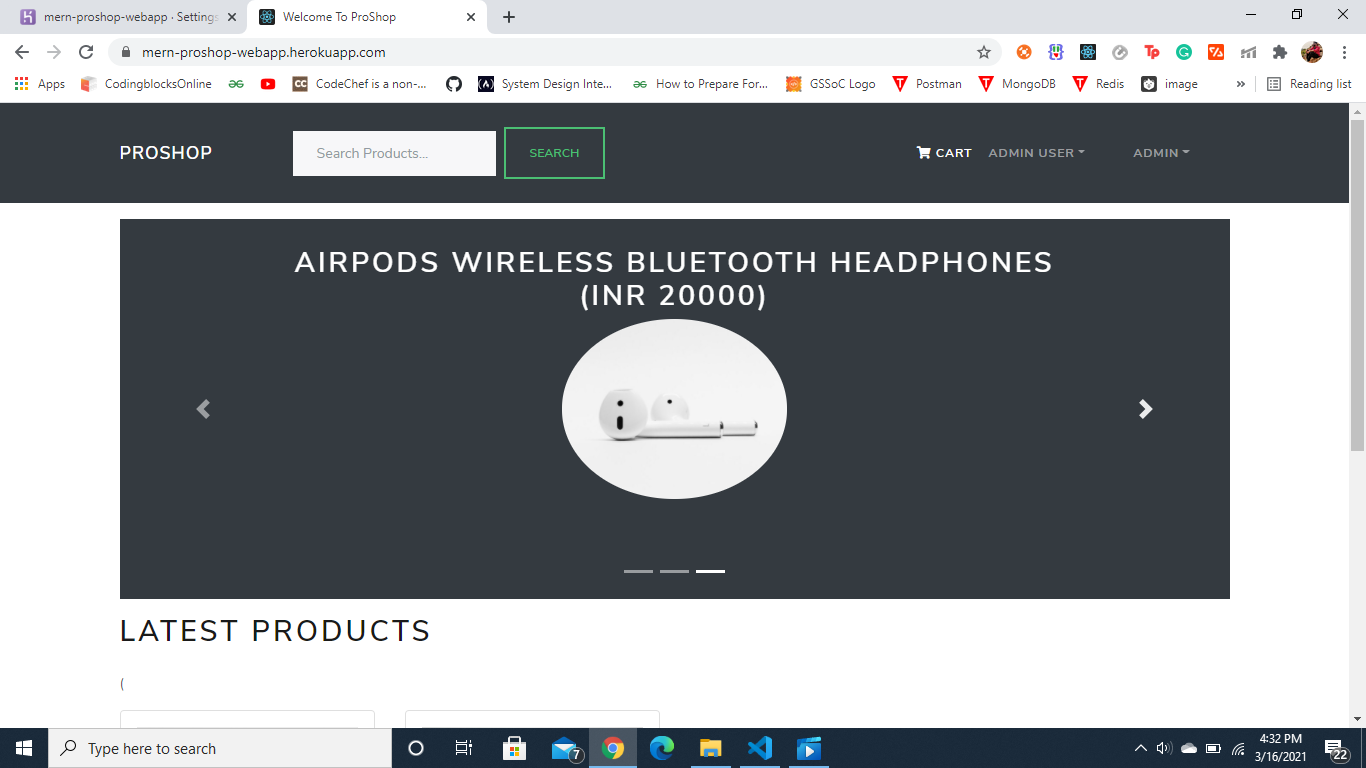 mern-proshop-webapp · Settings
Welcome To ProShop
mern-proshop-webapp.herokuapp.com
Apps
CodingblocksOnline
CodeChef is a non-...
System Design Inte...
How to Prepare For...
GSSoC Logo
Postman
MongoDB
Redis
image
»
Reading list
PROSHOP
Search Products...
SEARCH
CART
ADMIN USER
ADMIN
AIRPODS WIRELESS BLUETOOTH HEADPHONES
(INR 20000)
LATEST PRODUCTS
(
Type here to search
7
4:32 PM
3/16/2021
22